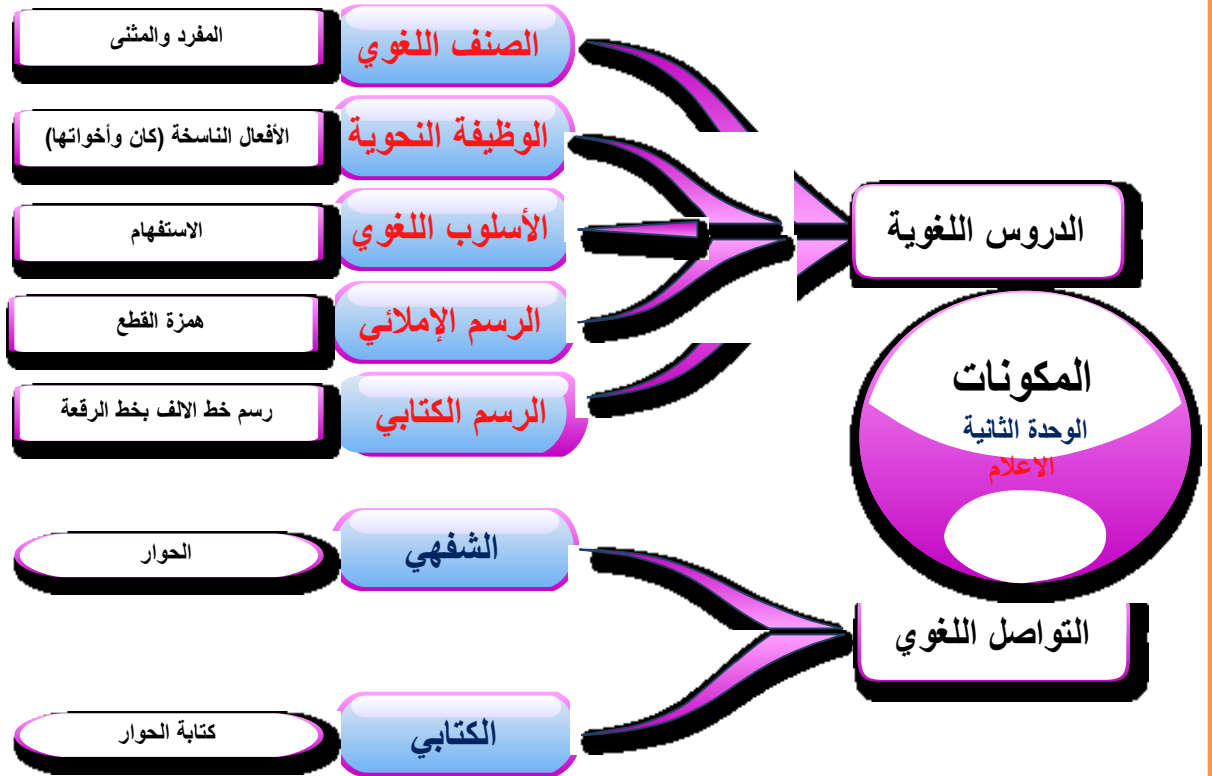 الصنف اللغوي
المفرد والمثنى
الوظيفة النحوية
الأفعال الناسخة (كان وأخواتها)
الدروس اللغوية
الأسلوب اللغوي
الاستفهام
الرسم الإملائي
همزة القطع
المكونات
الوحدة الثانية
الاعلام
الرسم الكتابي
رسم خط الالف بخط الرقعة
الشفهي
الحوار
التواصل اللغوي
الكتابي
كتابة الحوار